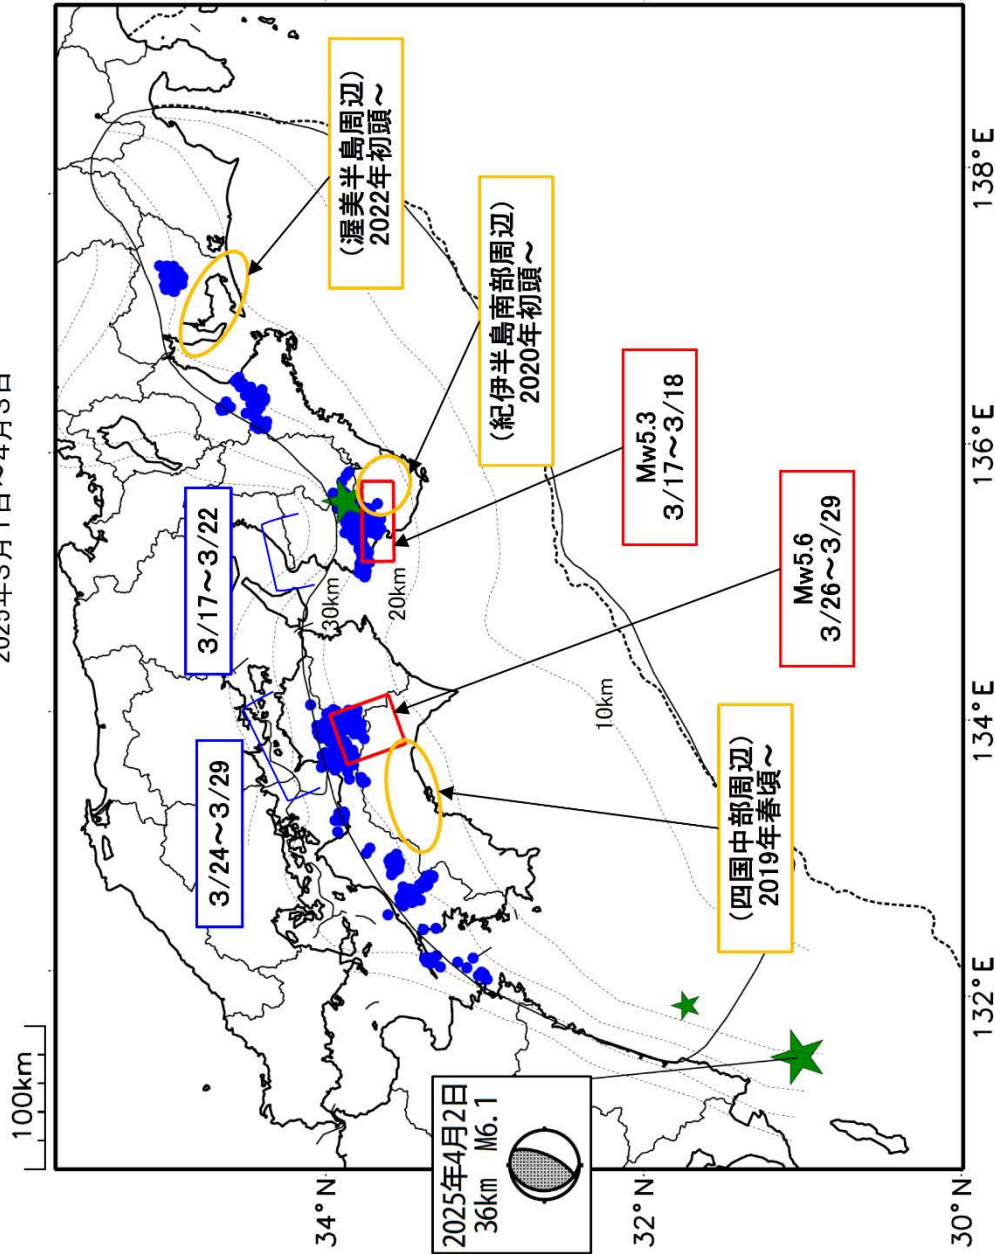 2025年3月1日～4月3日
100km
3/24～3/29
3/17～3/22
(渥美半島周辺)
2022年初頭～
(紀伊半島南部周辺)
2020年初頭～
Mw5.3
3/17～3/18
Mw5.6
3/26～3/29
(四国中部周辺)
2019年春頃～
2025年4月2日
36km M6.1
30km
20km
10km
34°N
32°N
30°N
132°E
134°E
136°E
138°E